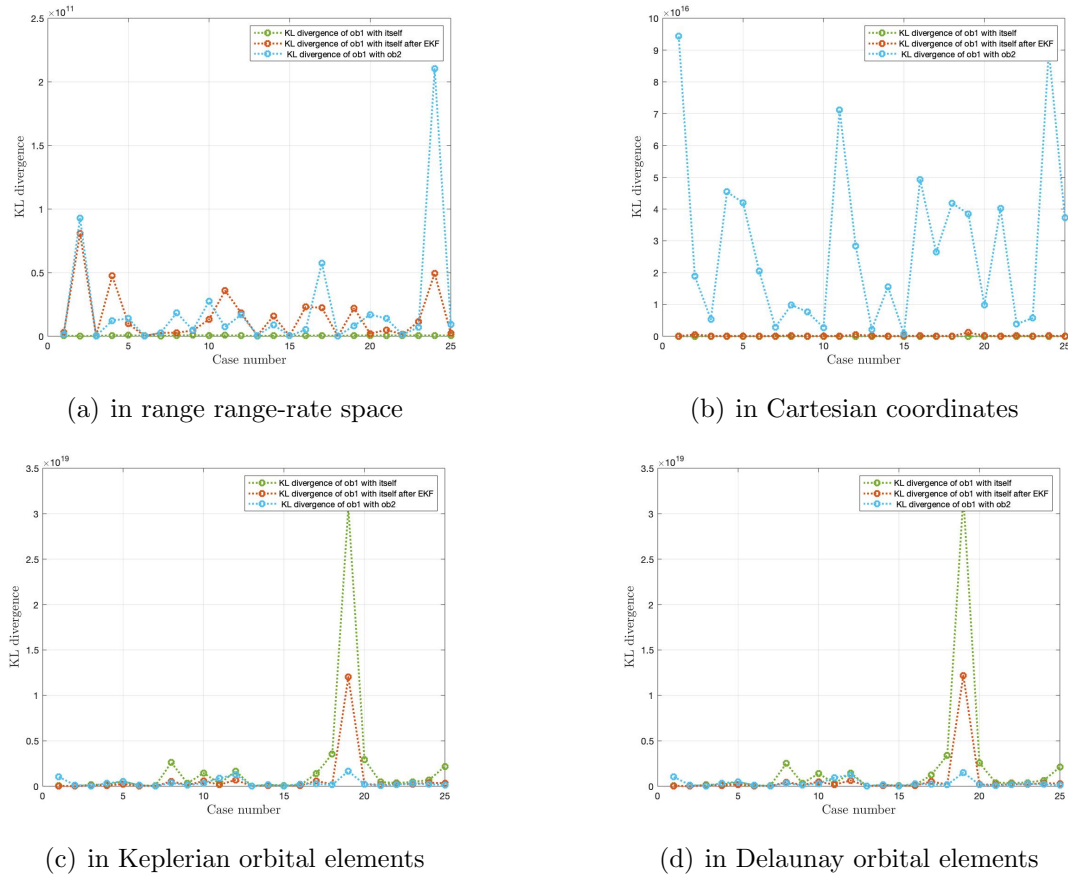 ×10^11
2.5
2
1.5
1
0.5
0
KL divergence
KL divergence of ob1 with itself
KL divergence of ob1 with itself after EKF
KL divergence of ob1 with ob2
0 5 10 15 20 25
Case number
(a) in range range-rate space
×10^16
10
9
8
7
6
5
4
3
2
1
0
KL divergence
KL divergence of ob1 with itself
KL divergence of ob1 with itself after EKF
KL divergence of ob1 with ob2
0 5 10 15 20 25
Case number
(b) in Cartesian coordinates
×10^19
3.5
3
2.5
2
1.5
1
0.5
0
KL divergence
KL divergence of ob1 with itself
KL divergence of ob1 with itself after EKF
KL divergence of ob1 with ob2
0 5 10 15 20 25
Case number
(c) in Keplerian orbital elements
×10^19
3.5
3
2.5
2
1.5
1
0.5
0
KL divergence
KL divergence of ob1 with itself
KL divergence of ob1 with itself after EKF
KL divergence of ob1 with ob2
0 5 10 15 20 25
Case number
(d) in Delaunay orbital elements